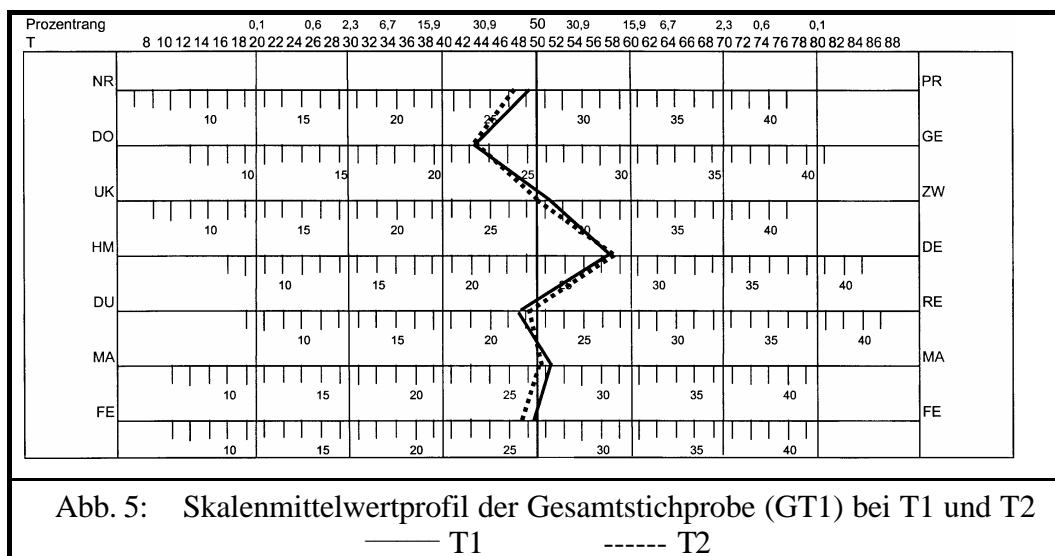 Prozentrang 0,1 0,6 2,3 6,7 15,9 30,9 50 30,9 15,9 6,7 2,3 0,6 0,1
T 8 10 12 14 16 18 20 22 24 26 28 30 32 34 36 38 40 42 44 46 48 50 52 54 56 58 60 62 64 66 68 70 72 74 76 78 80 82 84 86 88
NR PR
10 15 20 25 30 35 40
DO GE
10 15 20 25 30 35 40
UK ZW
10 15 20 25 30 35 40
HM DE
10 15 20 25 30 35 40
DU RE
10 15 20 25 30 35 40
MA MA
10 15 20 25 30 35 40
FE FE
10 15 20 25 30 35 40
Abb. 5: Skalenmittelwertprofil der Gesamtstichprobe (GT1) bei T1 und T2
——— T1 ------ T2